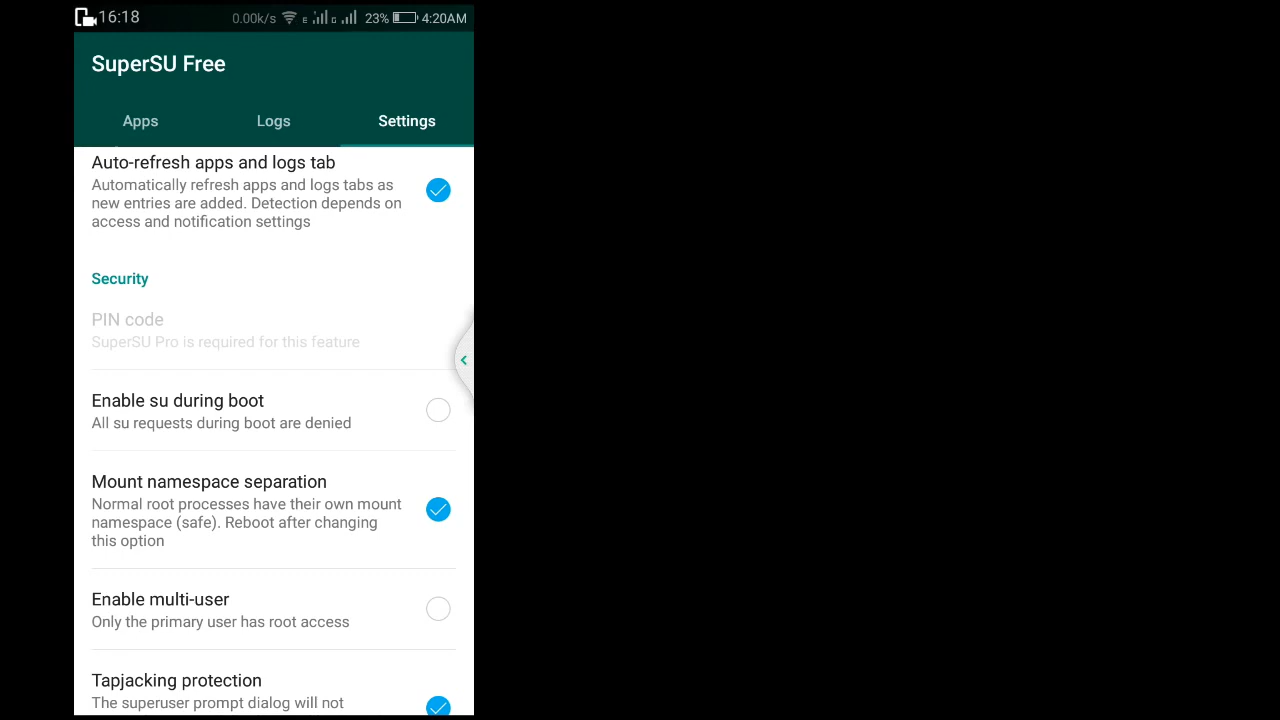 16:18 0.00k/s E G 23% 4:20AM
SuperSU Free
Apps Logs Settings
Auto-refresh apps and logs tab
Automatically refresh apps and logs tabs as
new entries are added. Detection depends on
access and notification settings
Security
PIN code
SuperSU Pro is required for this feature
Enable su during boot
All su requests during boot are denied
Mount namespace separation
Normal root processes have their own mount
namespace (safe). Reboot after changing
this option
Enable multi-user
Only the primary user has root access
Tapjacking protection
The superuser prompt dialog will not